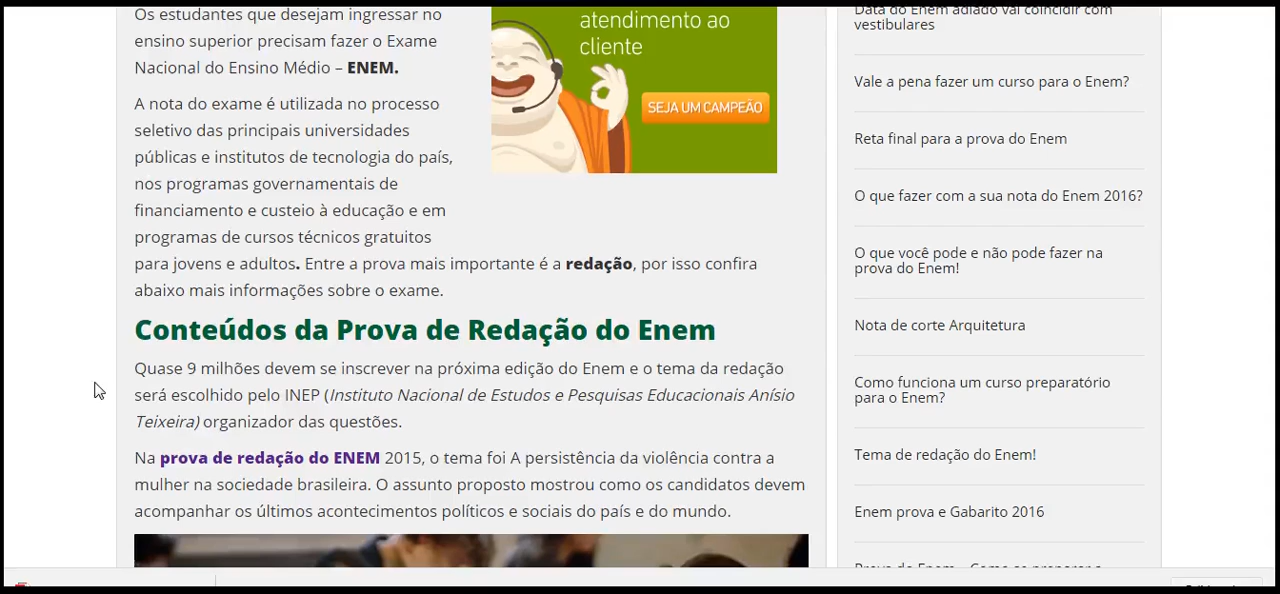 Os estudantes que desejam ingressar no
ensino superior precisam fazer o Exame
Nacional do Ensino Médio – ENEM.
A nota do exame é utilizada no processo
seletivo das principais universidades
públicas e institutos de tecnologia do país,
nos programas governamentais de
financiamento e custeio à educação e em
programas de cursos técnicos gratuitos
para jovens e adultos. Entre a prova mais importante é a redação, por isso confira
abaixo mais informações sobre o exame.
atendimento ao
cliente
SEJA UM CAMPEÃO
Conteúdos da Prova de Redação do Enem
Quase 9 milhões devem se inscrever na próxima edição do Enem e o tema da redação
será escolhido pelo INEP (Instituto Nacional de Estudos e Pesquisas Educacionais Anísio
Teixeira) organizador das questões.
Na prova de redação do ENEM 2015, o tema foi A persistência da violência contra a
mulher na sociedade brasileira. O assunto proposto mostrou como os candidatos devem
acompanhar os últimos acontecimentos políticos e sociais do país e do mundo.
Data do Enem adiado vai coincidir com
vestibulares
Vale a pena fazer um curso para o Enem?
Reta final para a prova do Enem
O que fazer com a sua nota do Enem 2016?
O que você pode e não pode fazer na
prova do Enem!
Nota de corte Arquitetura
Como funciona um curso preparatório
para o Enem?
Tema de redação do Enem!
Enem prova e Gabarito 2016